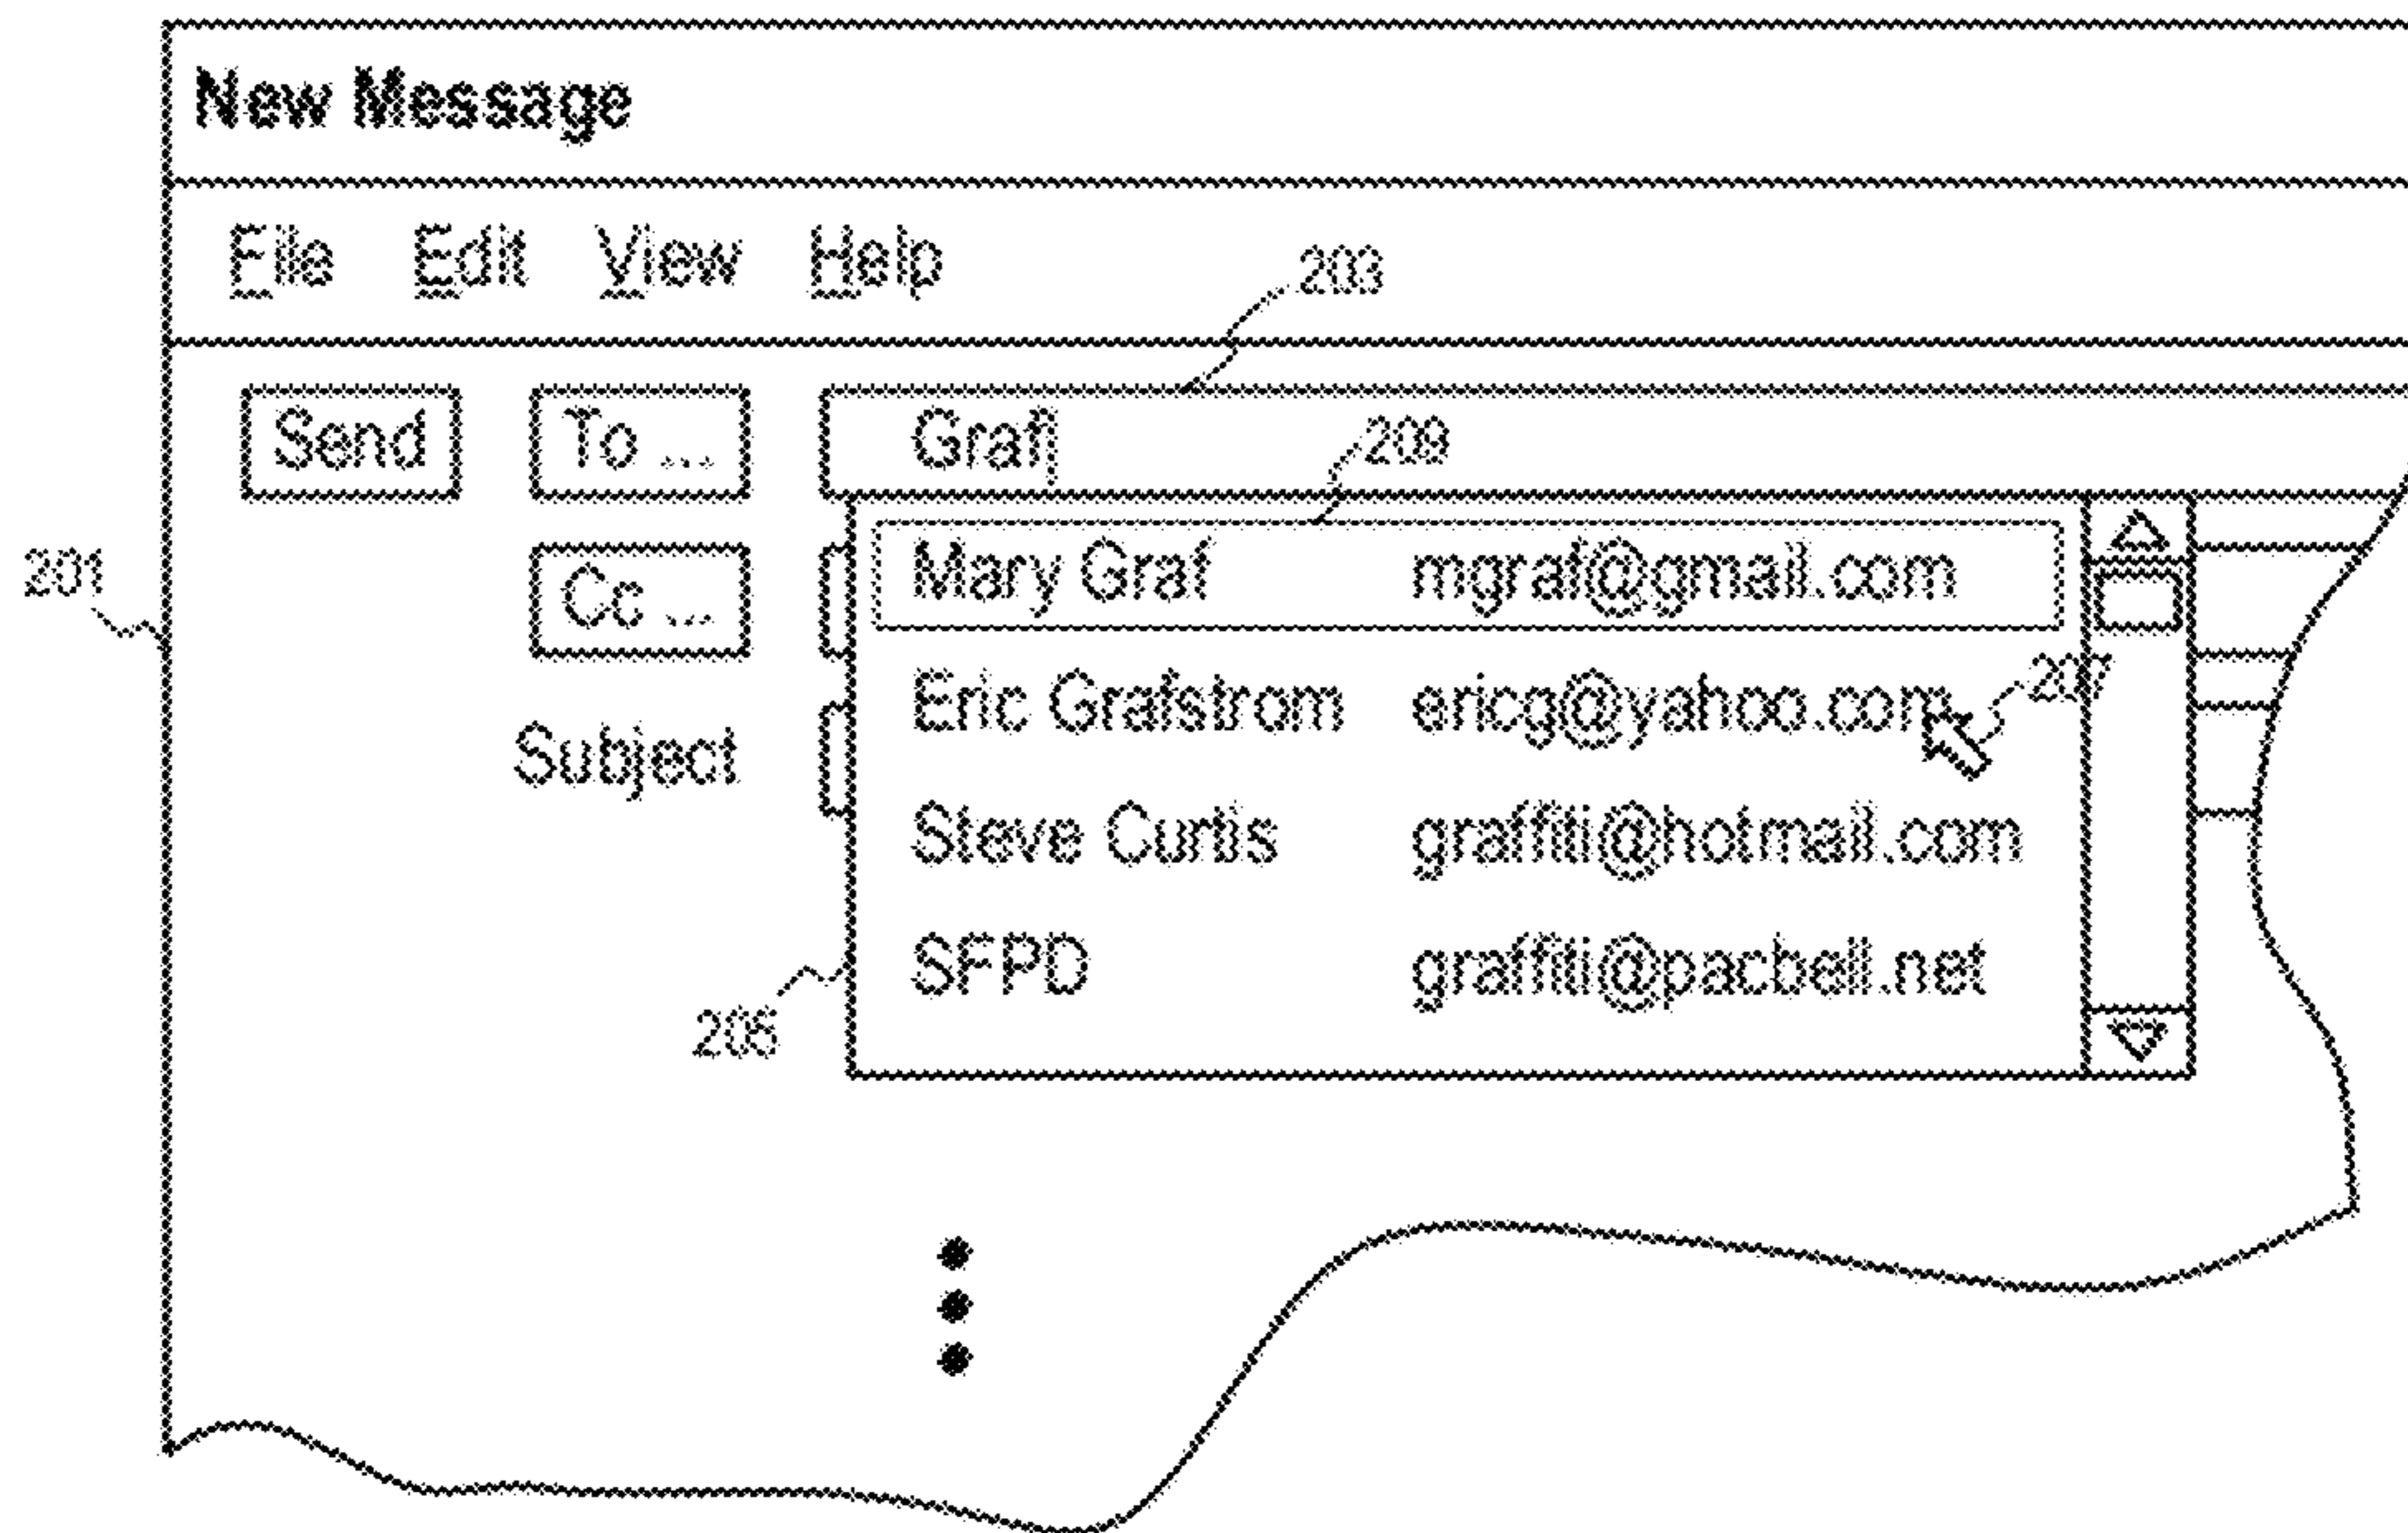 New Message
File Edit View Help
203
Send To ... Graf
209
201
Cc ... Mary Graf mgraf@gmail.com
Eric Grafstrom ericg@yahoo.com 207
Subject
Steve Curtis graffiti@hotmail.com
SFPD graffiti@pacbell.net